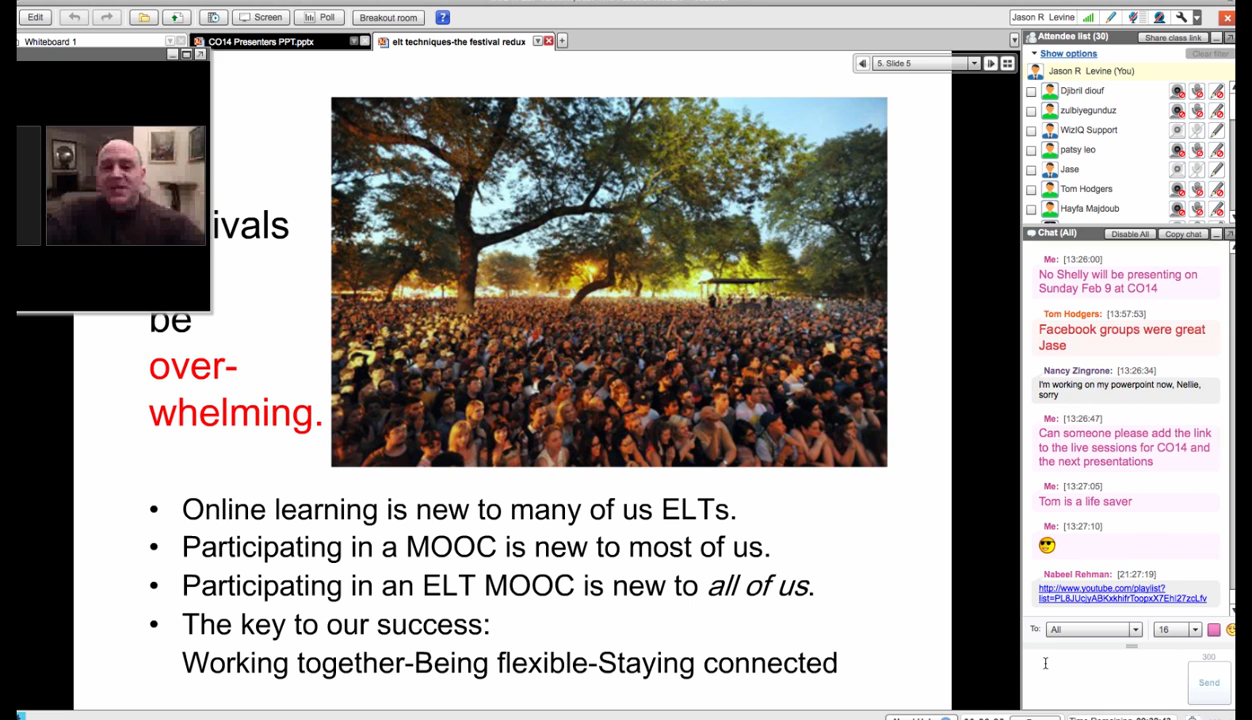 Edit
Screen
Poll
Breakout room
?
Jason R Levine
Whiteboard 1
CO14 Presenters PPT.pptx
elt techniques-the festival redux
5. Slide 5
ivals
be
over-
whelming.
• Online learning is new to many of us ELTs.
• Participating in a MOOC is new to most of us.
• Participating in an ELT MOOC is new to all of us.
• The key to our success:
Working together-Being flexible-Staying connected
Attendee list (30)
Share class link
Show options
Clear filter
Jason R Levine (You)
Djibril diouf
zulbiyegunduz
WizIQ Support
patsy leo
Jase
Tom Hodgers
Hayfa Majdoub
Chat (All)
Disable All
Copy chat
Me: [13:26:00]
No Shelly will be presenting on
Sunday Feb 9 at CO14
Tom Hodgers: [13:57:53]
Facebook groups were great
Jase
Nancy Zingrone: [13:26:34]
I'm working on my powerpoint now, Nellie,
sorry
Me: [13:26:47]
Can someone please add the link
to the live sessions for CO14 and
the next presentations
Me: [13:27:05]
Tom is a life saver
Me: [13:27:10]
Nabeel Rehman: [21:27:19]
http://www.youtube.com/playlist?
To: All
16
300
Send